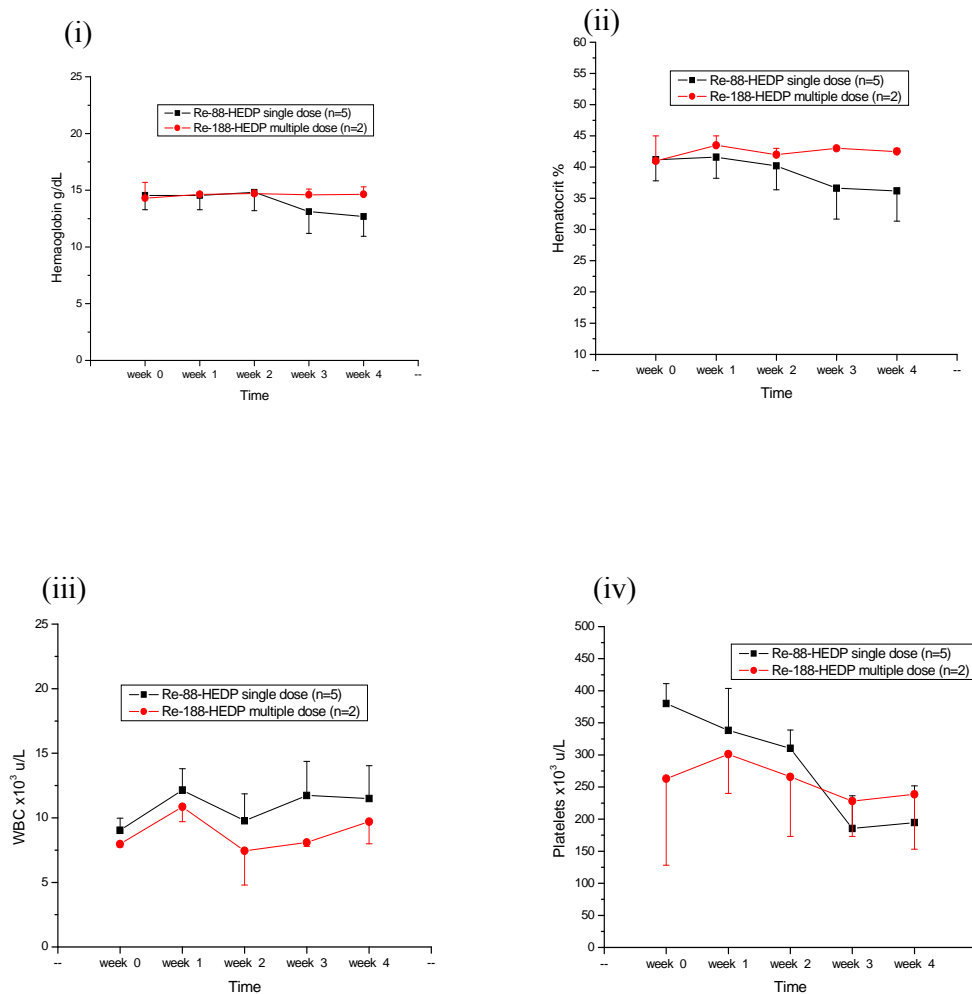 (i)
25
20
15
10
5
0
Hemaoglobin g/dL
Re-88-HEDP single dose (n=5)
Re-188-HEDP multiple dose (n=2)
-- week 0 week 1 week 2 week 3 week 4 --
Time
(ii)
60
55
50
45
40
35
30
25
20
15
10
Hematocrit %
Re-88-HEDP single dose (n=5)
Re-188-HEDP multiple dose (n=2)
-- week 0 week 1 week 2 week 3 week 4 --
Time
(iii)
25
20
15
10
5
0
WBC x10³ u/L
Re-88-HEDP single dose (n=5)
Re-188-HEDP multiple dose (n=2)
-- week 0 week 1 week 2 week 3 week 4 --
Time
(iv)
500
450
400
350
300
250
200
150
100
50
0
Platelets x10³ u/L
Re-88-HEDP single dose (n=5)
Re-188-HEDP multiple dose (n=2)
-- week 0 week 1 week 2 week 3 week 4 --
Time